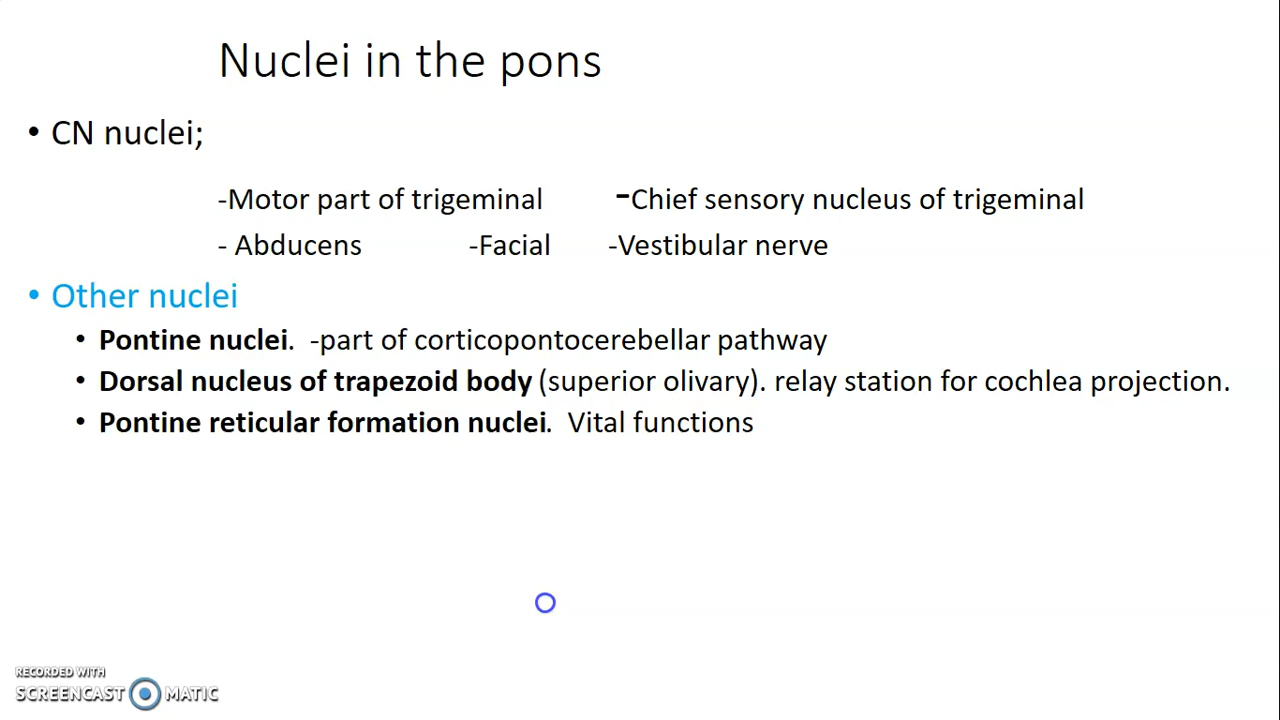 Nuclei in the pons
• CN nuclei;
-Motor part of trigeminal -Chief sensory nucleus of trigeminal
- Abducens -Facial -Vestibular nerve
• Other nuclei
• Pontine nuclei. -part of corticopontocerebellar pathway
• Dorsal nucleus of trapezoid body (superior olivary). relay station for cochlea projection.
• Pontine reticular formation nuclei. Vital functions
RECORDED WITH
SCREENCAST MATIC